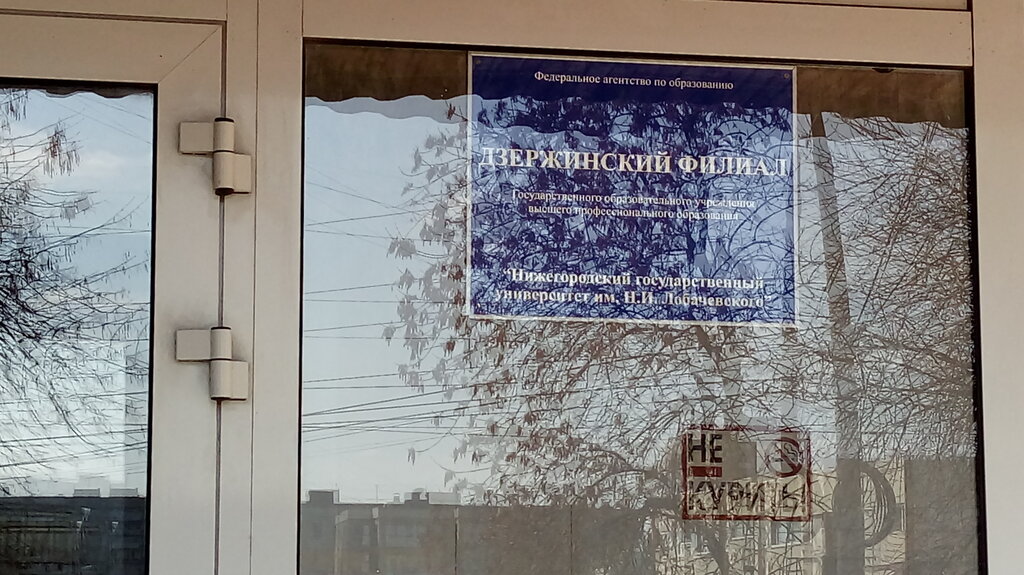 Федеральное агентство по образованию
ДЗЕРЖИНСКИЙ ФИЛИАЛ
Государственного образовательного учреждения
высшего профессионального образования
"Нижегородский государственный
университет им. Н.И. Лобачевского
НЕ
КУРИТЬ